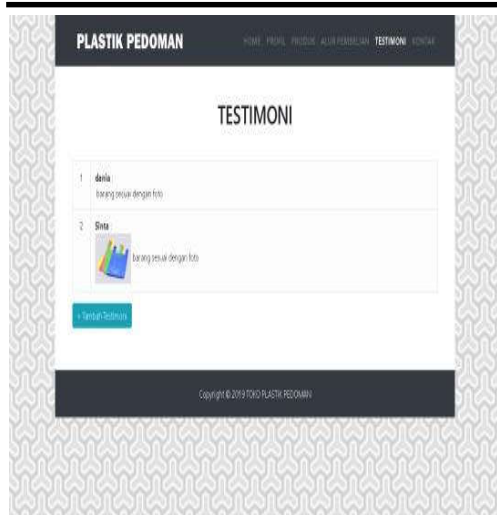 PLASTIK PEDOMAN
HOME PROFIL PRODUK ALUR PEMBELIAN TESTIMONI KONTAK
TESTIMONI
1 dania
barang sesuai dengan foto
2 Sinta
barang sesuai dengan foto
+ Tambah Testimoni
Copyright © 2019 TOKO PLASTIK PEDOMAN